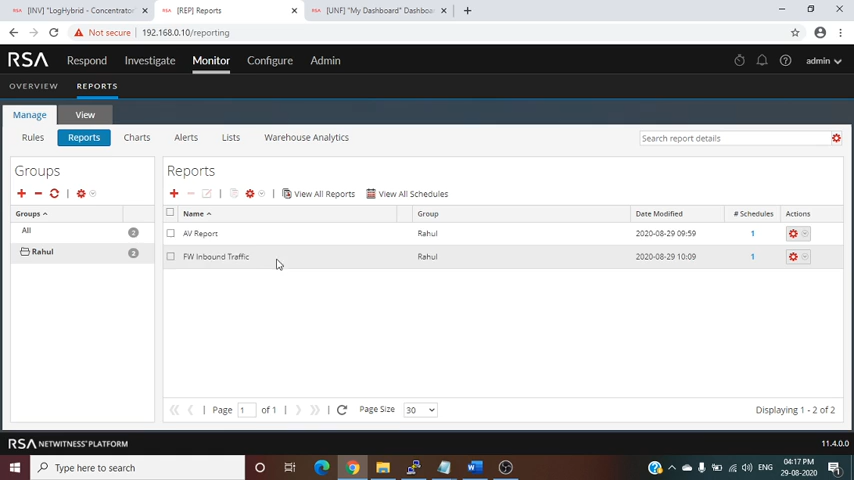 [INV] "LogHybrid - Concentrator
[REP] Reports
[UNF] "My Dashboard" Dashboa
Not secure | 192.168.0.10/reporting
RSA Respond Investigate Monitor Configure Admin admin
OVERVIEW REPORTS
Manage View
Rules Reports Charts Alerts Lists Warehouse Analytics Search report details
Groups
Groups
All 2
Rahul 2
Reports
View All Reports View All Schedules
Name Group Date Modified # Schedules Actions
AV Report Rahul 2020-08-29 09:59 1
FW Inbound Traffic Rahul 2020-08-29 10:09 1
Page 1 of 1 Page Size 30 Displaying 1 - 2 of 2
RSA NETWITNESS PLATFORM 11.4.0.0
Type here to search ENG 04:17 PM
29-08-2020